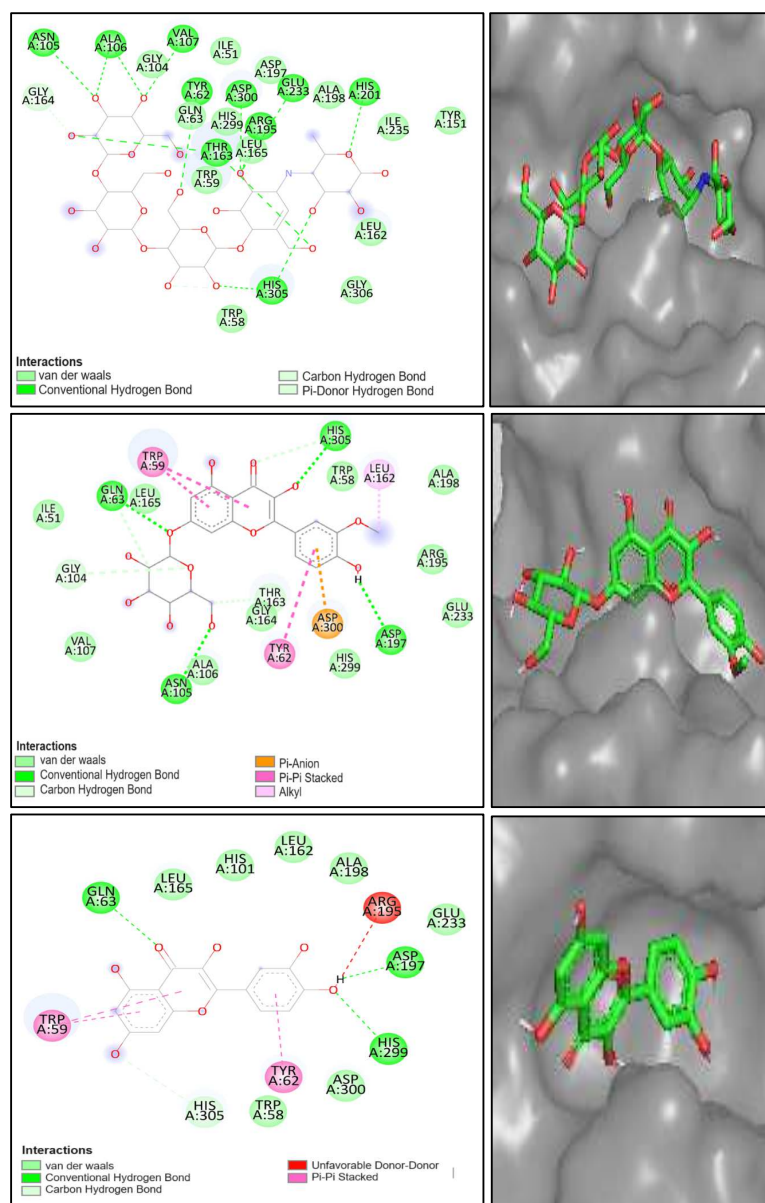 ASN
A:105
ALA
A:106
VAL
A:107
GLY
A:104
ILE
A:51
ASP
A:197
GLU
A:233
ALA
A:198
HIS
A:201
GLY
A:164
TYR
A:62
ASP
A:300
GLN
A:63
HIS
A:299
ARG
A:195
ILE
A:235
TYR
A:151
THR
A:163
LEU
A:165
TRP
A:59
N
LEU
A:162
HIS
A:305
GLY
A:306
TRP
A:58
Interactions
van der waals
Conventional Hydrogen Bond
Carbon Hydrogen Bond
Pi-Donor Hydrogen Bond
HIS
A:305
TRP
A:59
TRP
A:58
LEU
A:162
ALA
A:198
GLN
A:63
LEU
A:165
ILE
A:51
ARG
A:195
GLY
A:104
H
THR
A:163
GLY
A:164
ASP
A:300
GLU
A:233
VAL
A:107
ASP
A:197
TYR
A:62
HIS
A:299
ALA
A:106
ASN
A:105
Interactions
van der waals
Conventional Hydrogen Bond
Carbon Hydrogen Bond
Pi-Anion
Pi-Pi Stacked
Alkyl
LEU
A:162
HIS
A:101
ALA
A:198
LEU
A:165
GLN
A:63
ARG
A:195
GLU
A:233
ASP
A:197
H
TRP
A:59
HIS
A:299
TYR
A:62
ASP
A:300
HIS
A:305
TRP
A:58
Interactions
van der waals
Conventional Hydrogen Bond
Carbon Hydrogen Bond
Unfavorable Donor-Donor
Pi-Pi Stacked